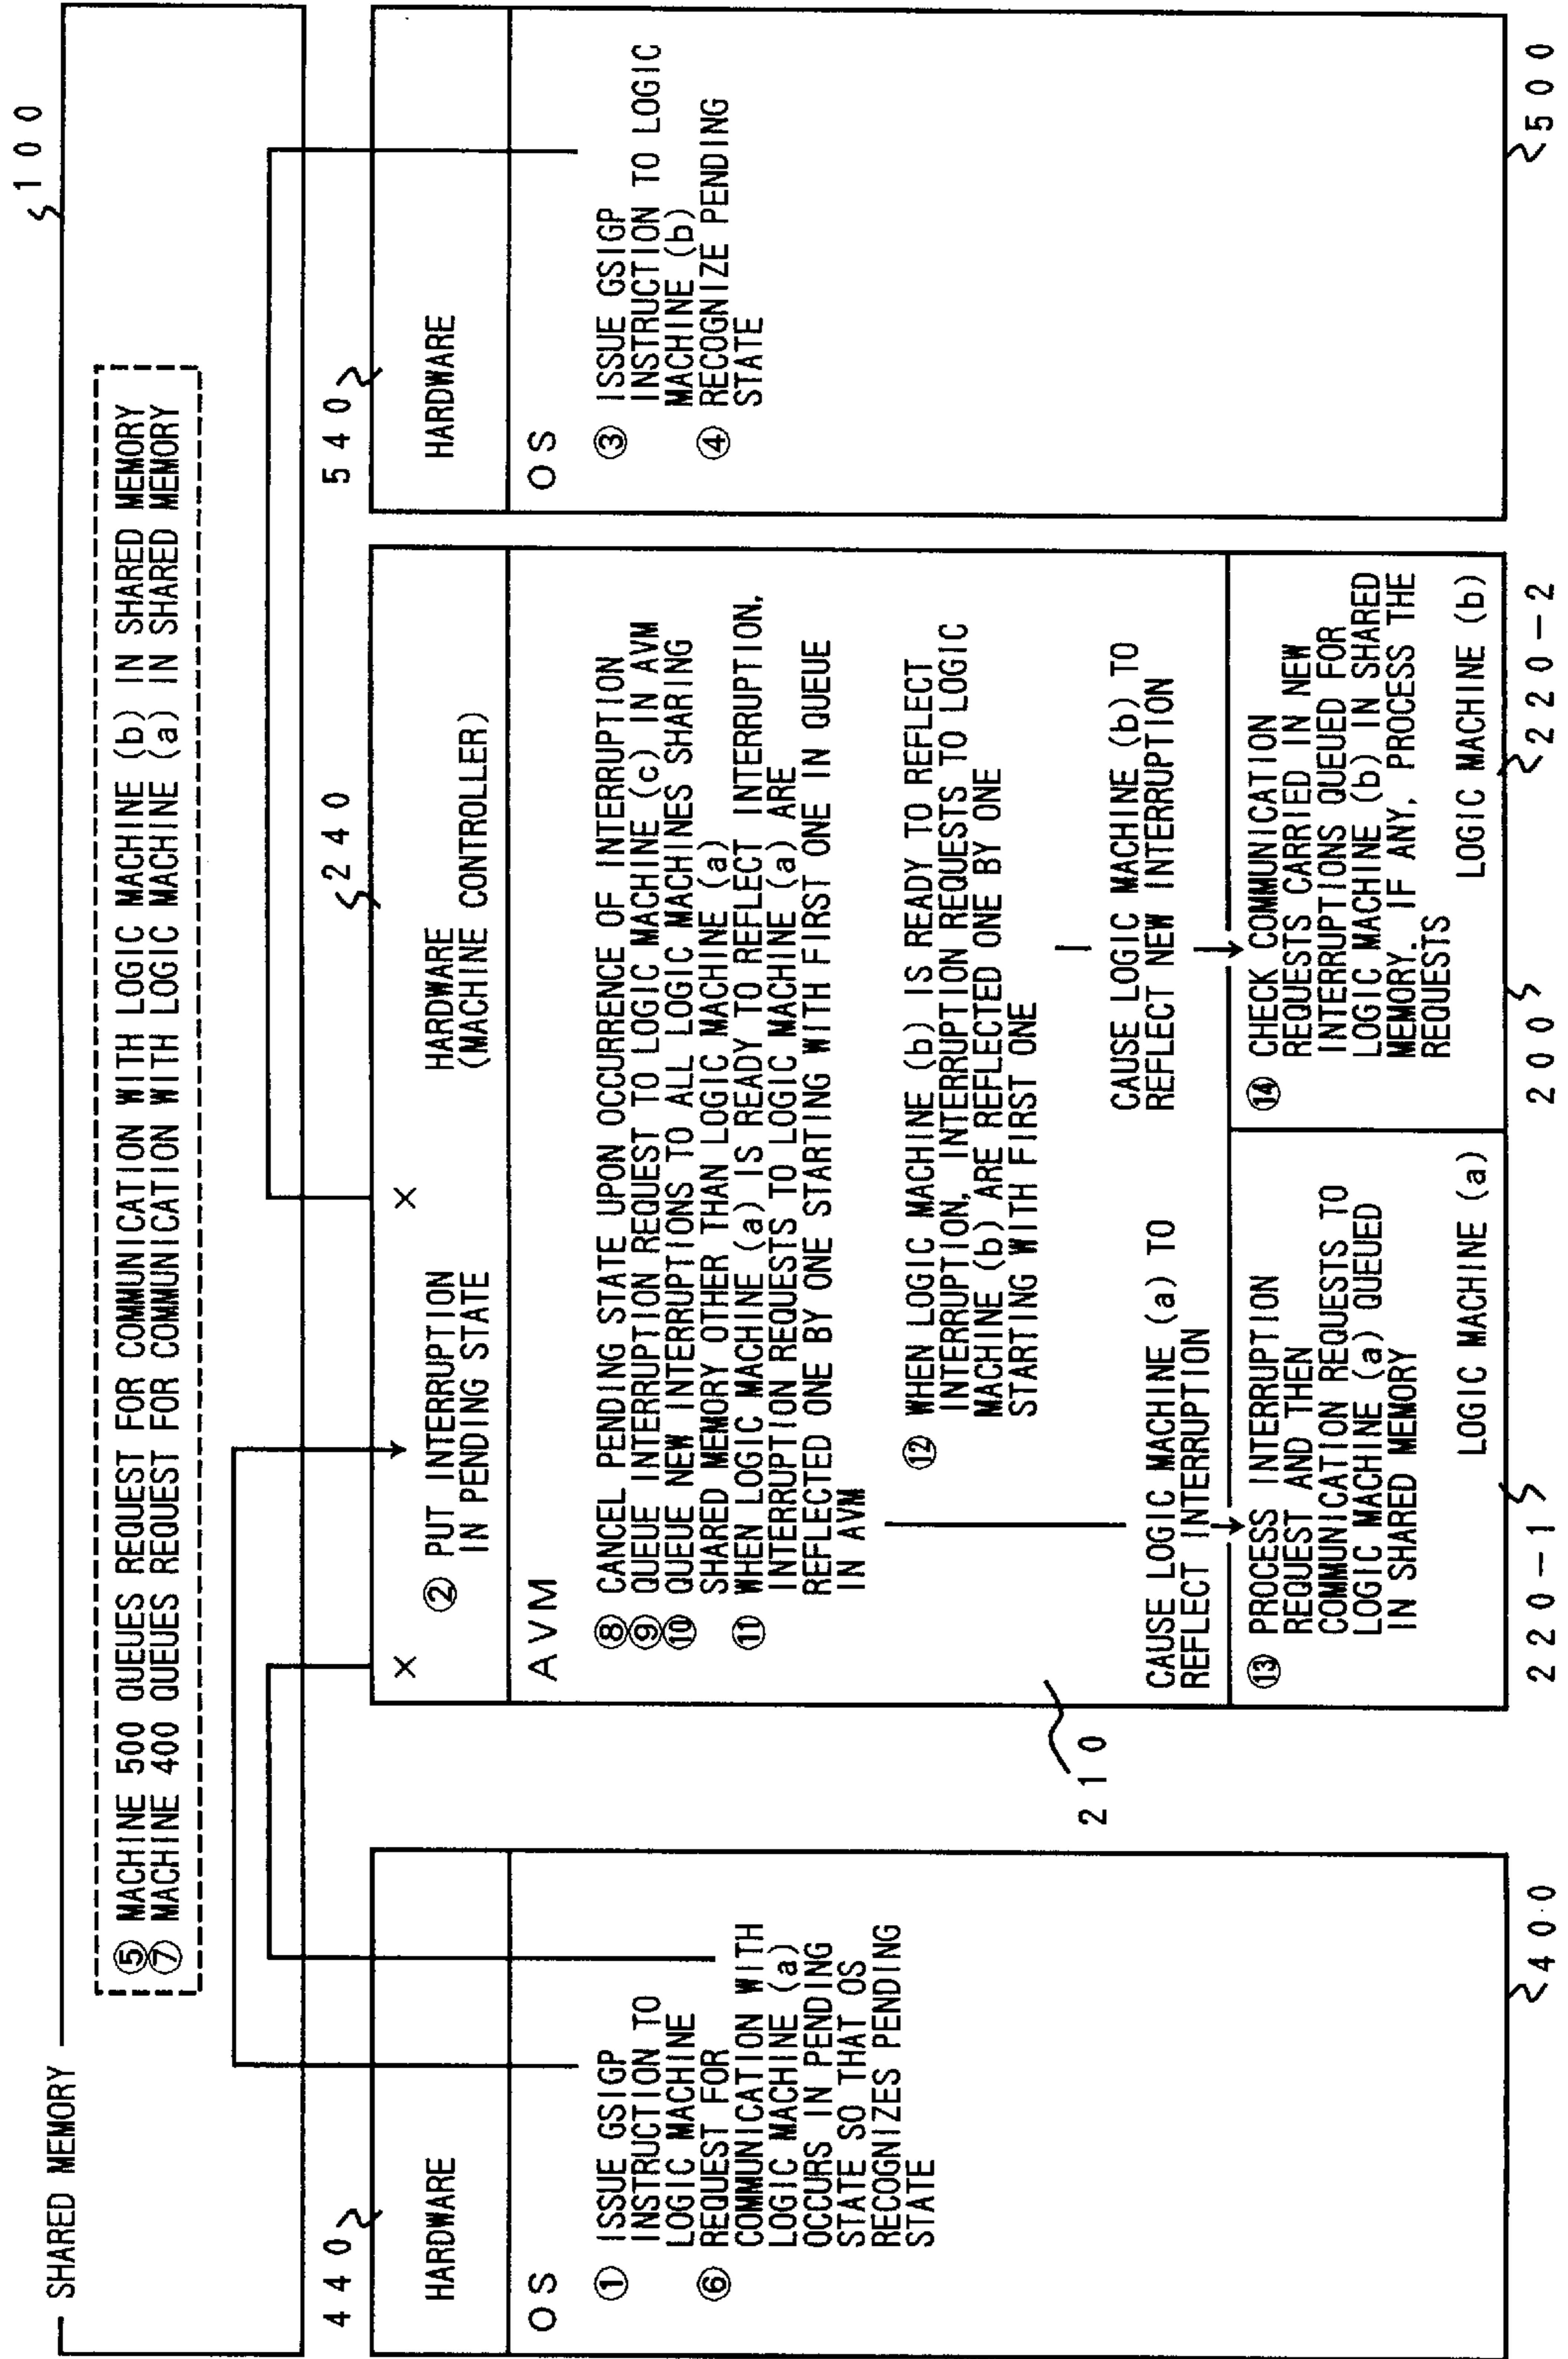 SHARED MEMORY
100
⑤ MACHINE 500 QUEUES REQUEST FOR COMMUNICATION WITH LOGIC MACHINE (b) IN SHARED MEMORY
⑦ MACHINE 400 QUEUES REQUEST FOR COMMUNICATION WITH LOGIC MACHINE (a) IN SHARED MEMORY
440
HARDWARE
OS
① ISSUE GSIGP
INSTRUCTION TO
LOGIC MACHINE
⑥ REQUEST FOR
COMMUNICATION WITH
LOGIC MACHINE (a)
OCCURS IN PENDING
STATE SO THAT OS
RECOGNIZES PENDING
STATE
400
240
×
② PUT INTERRUPTION
IN PENDING STATE
×
HARDWARE
(MACHINE CONTROLLER)
AVM
⑧ CANCEL PENDING STATE UPON OCCURRENCE OF INTERRUPTION
⑨ QUEUE INTERRUPTION REQUEST TO LOGIC MACHINE (c) IN AVM
⑩ QUEUE NEW INTERRUPTIONS TO ALL LOGIC MACHINES SHARING
SHARED MEMORY OTHER THAN LOGIC MACHINE (a)
⑪ WHEN LOGIC MACHINE (a) IS READY TO REFLECT INTERRUPTION,
INTERRUPTION REQUESTS TO LOGIC MACHINE (a) ARE
REFLECTED ONE BY ONE STARTING WITH FIRST ONE IN QUEUE
IN AVM
⑫ WHEN LOGIC MACHINE (b) IS READY TO REFLECT
INTERRUPTION, INTERRUPTION REQUESTS TO LOGIC
MACHINE (b) ARE REFLECTED ONE BY ONE
STARTING WITH FIRST ONE
CAUSE LOGIC MACHINE (a) TO
REFLECT INTERRUPTION
CAUSE LOGIC MACHINE (b) TO
REFLECT NEW INTERRUPTION
210
⑬ PROCESS INTERRUPTION
REQUEST AND THEN
COMMUNICATION REQUESTS TO
LOGIC MACHINE (a) QUEUED
IN SHARED MEMORY
LOGIC MACHINE (a)
220-1
⑭ CHECK COMMUNICATION
REQUESTS CARRIED IN NEW
INTERRUPTIONS QUEUED FOR
LOGIC MACHINE (b) IN SHARED
MEMORY. IF ANY, PROCESS THE
REQUESTS
LOGIC MACHINE (b)
200
220-2
540
HARDWARE
OS
③ ISSUE GSIGP
INSTRUCTION TO LOGIC
MACHINE (b)
④ RECOGNIZE PENDING
STATE
500